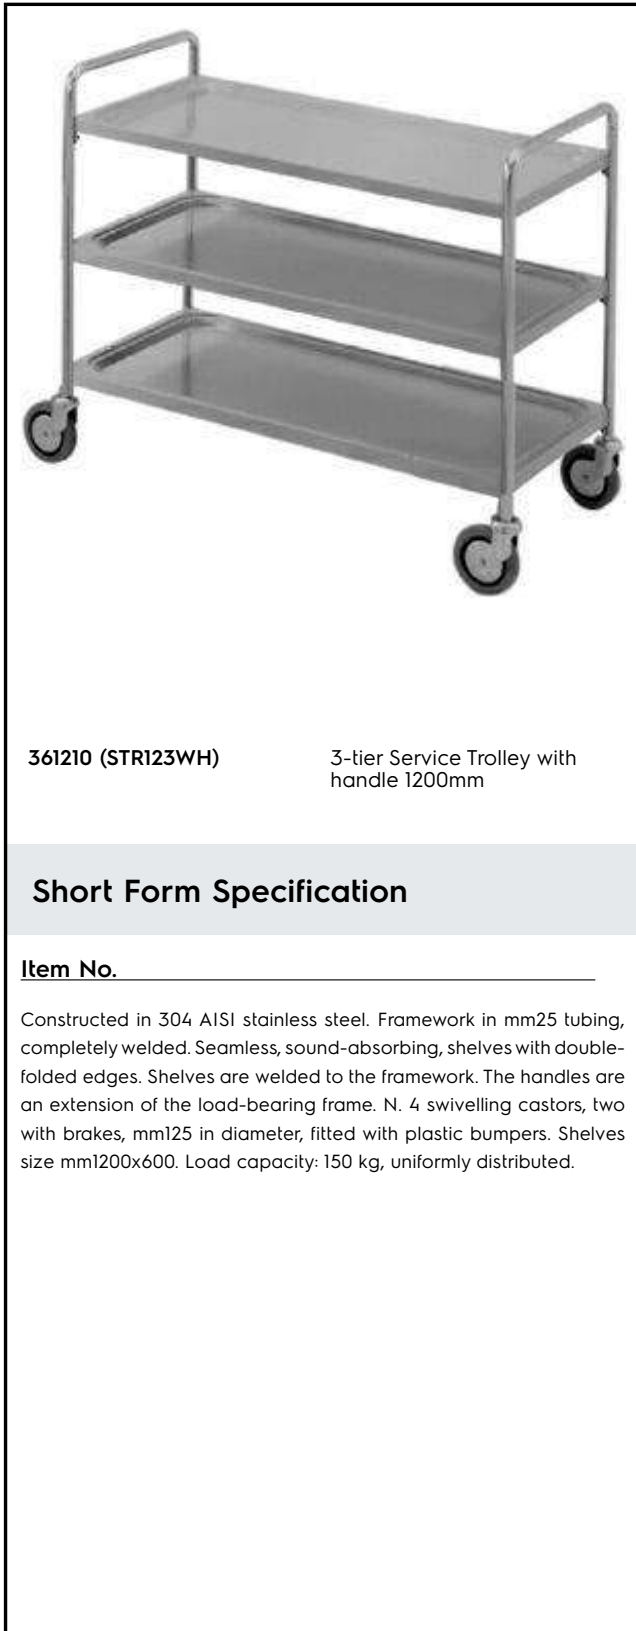 361210 (STR123WH)
3-tier Service Trolley with
handle 1200mm
Short Form Specification
Item No.
Constructed in 304 AISI stainless steel. Framework in mm25 tubing,
completely welded. Seamless, sound-absorbing, shelves with double-
folded edges. Shelves are welded to the framework. The handles are
an extension of the load-bearing frame. N. 4 swivelling castors, two
with brakes, mm125 in diameter, fitted with plastic bumpers. Shelves
size mm1200x600. Load capacity: 150 kg, uniformly distributed.